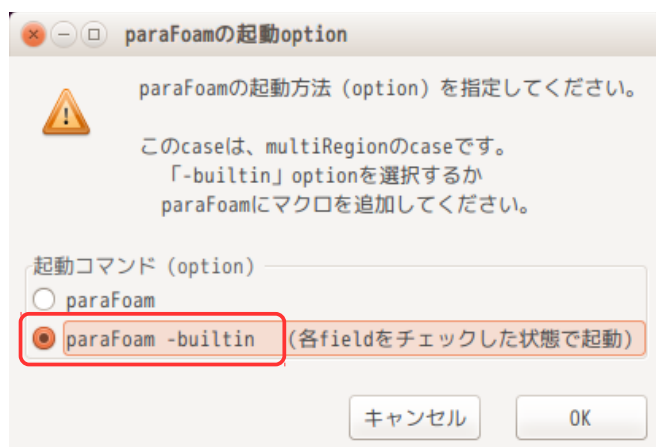 paraFoamの起動option
paraFoamの起動方法（option）を指定してください。
このcaseは、multiRegionのcaseです。
「-builtin」optionを選択するか
paraFoamにマクロを追加してください。
起動コマンド（option）
paraFoam
paraFoam -builtin （各fieldをチェックした状態で起動）
キャンセル
OK